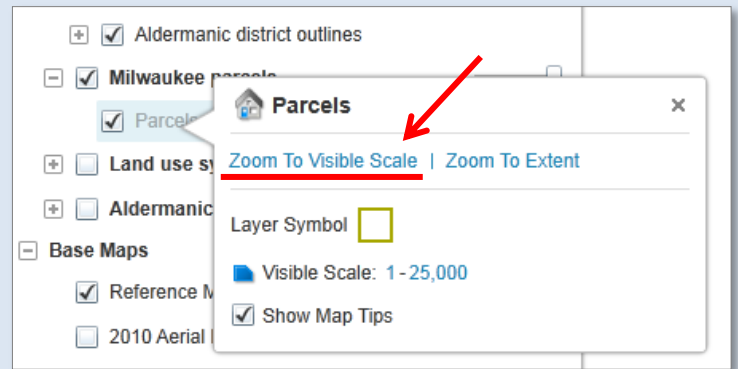 Aldermanic district outlines
Milwaukee parcels
Parcels
Land use sy
Aldermanic
Base Maps
Reference M
2010 Aerial
Parcels
Zoom To Visible Scale | Zoom To Extent
Layer Symbol
Visible Scale: 1 - 25,000
Show Map Tips